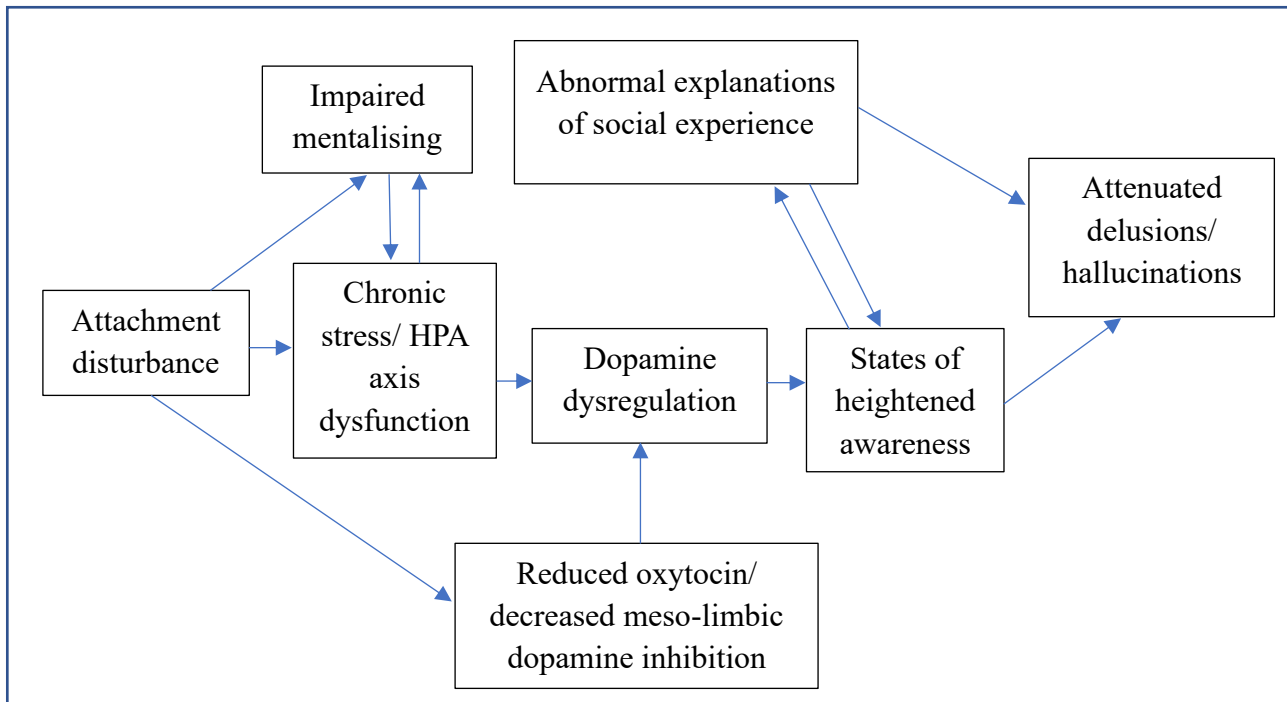 Impaired
mentalising
Abnormal explanations
of social experience
Attenuated
delusions/
hallucinations
Attachment
disturbance
Chronic
stress/ HPA
axis
dysfunction
Dopamine
dysregulation
States of
heightened
awareness
Reduced oxytocin/
decreased meso-limbic
dopamine inhibition